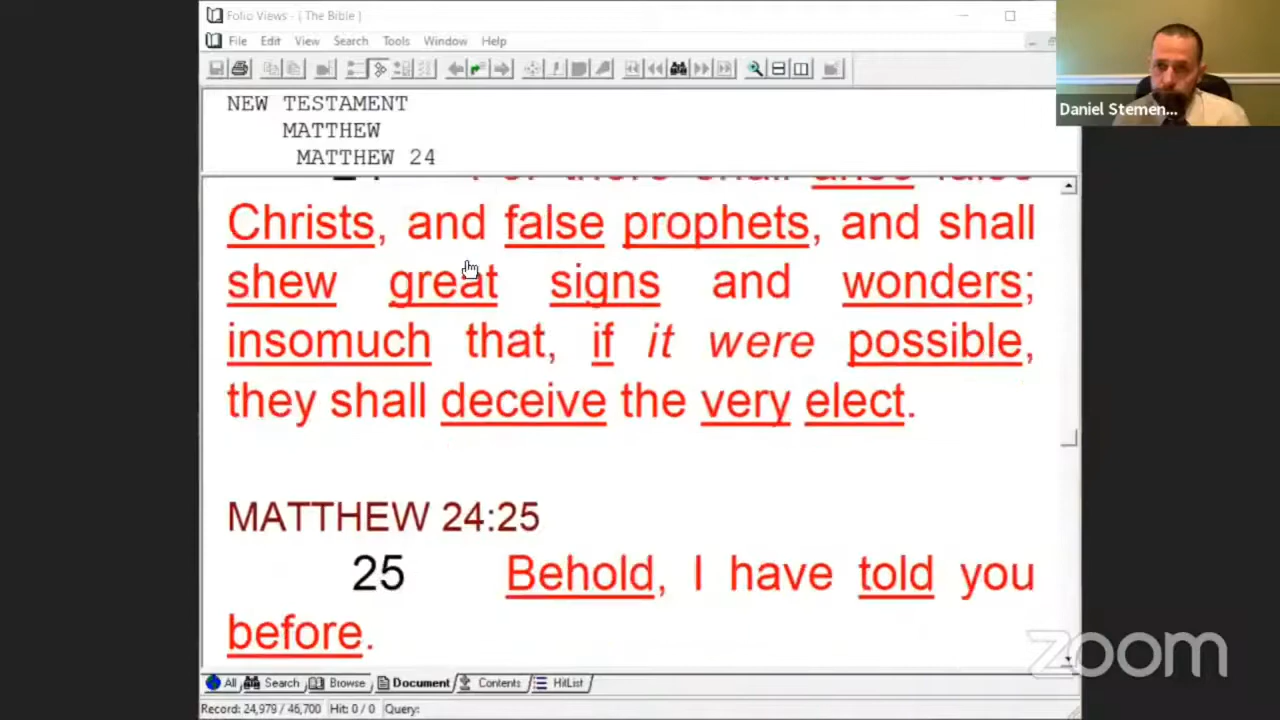 Folio Views - ( The Bible )
File Edit View Search Tools Window Help
NEW TESTAMENT
MATTHEW
MATTHEW 24
Daniel Stemen...
Christs, and false prophets, and shall
shew great signs and wonders;
insomuch that, if it were possible,
they shall deceive the very elect.
MATTHEW 24:25
25 Behold, I have told you
before.
zoom
All Search Browse Document Contents HitList
Record: 24,979 / 46,700 Hit: 0 / 0 Query: